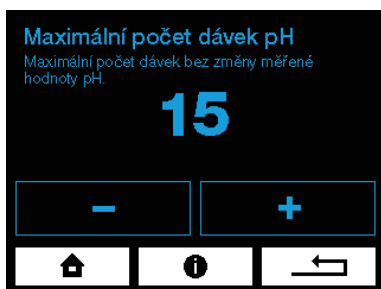 Maximální počet dávek pH
Maximální počet dávek bez změny měřené
hodnoty pH.
15
− +